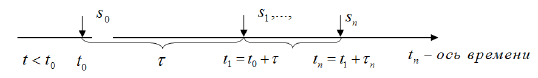 s₀ s₁,..., sₙ
t < t₀ t₀ τ t₁ = t₀ + τ tₙ = t₁ + τₙ tₙ – ось времени